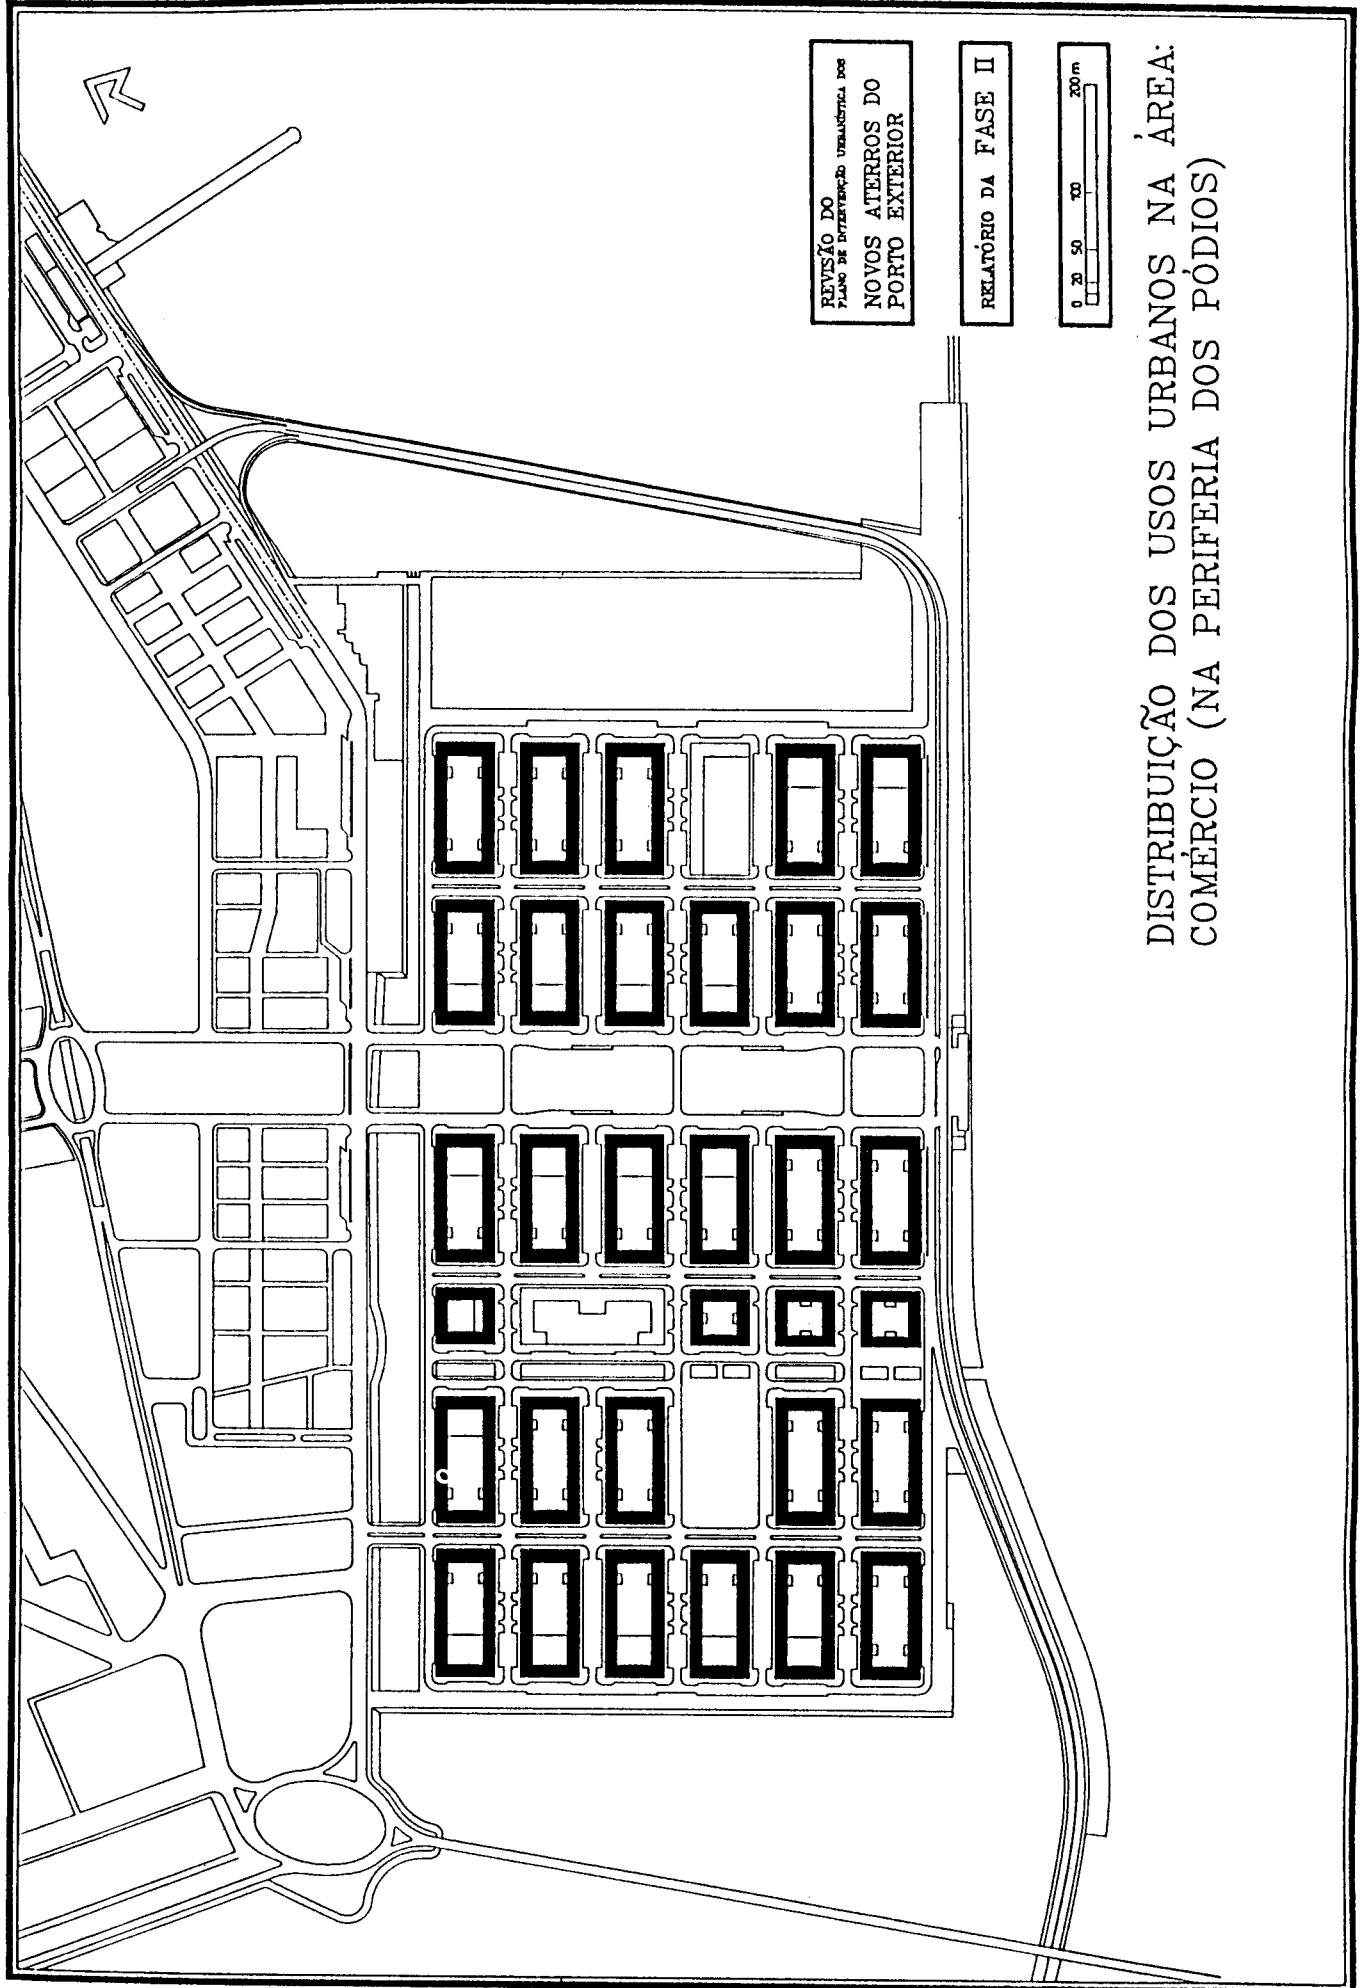 REVISÃO DO
PLANO DE INTERVENÇÃO URBANÍSTICA DOS
NOVOS ATERROS DO
PORTO EXTERIOR
RELATÓRIO DA FASE II
0 20 50 100 200 m
DISTRIBUIÇÃO DOS USOS URBANOS NA ÁREA:
COMÉRCIO (NA PERIFERIA DOS PÓDIOS)